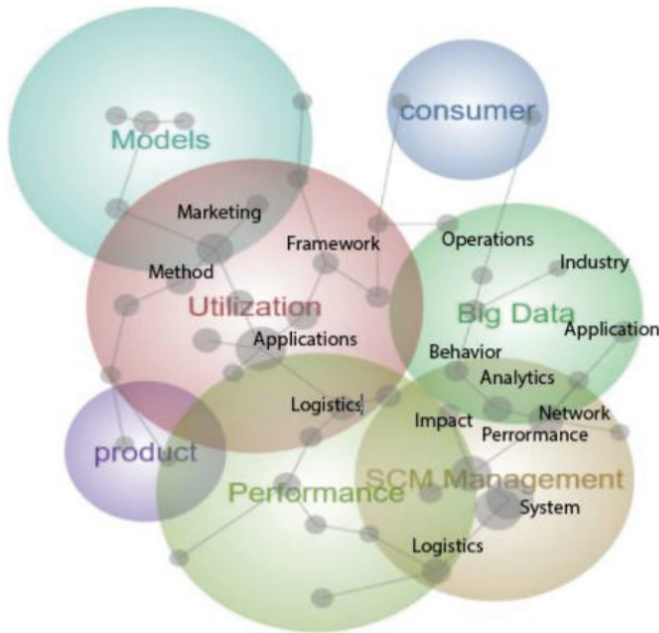 consumer
Models
Marketing
Framework
Operations
Method
Industry
Utilization
Big Data
Applications
Application
Behavior
Analytics
Logistics
Impact
Network
Perrormance
product
SCM Management
Performance
System
Logistics